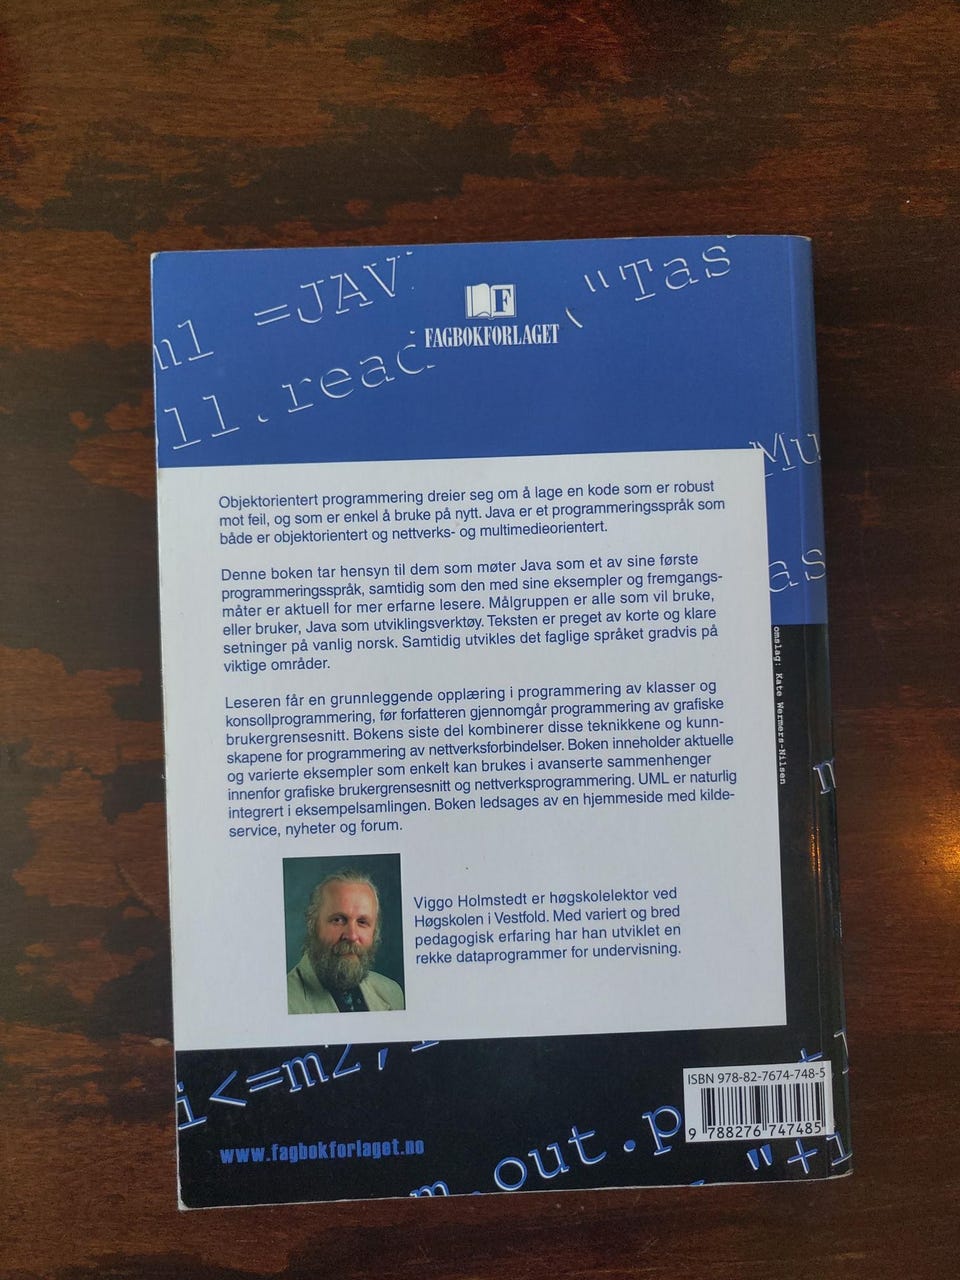 n1 =JAV
ll.read
("Tas
FAGBOKFORLAGET
Mu
as
Objektorientert programmering dreier seg om å lage en kode som er robust
mot feil, og som er enkel å bruke på nytt. Java er et programmeringsspråk som
både er objektorientert og nettverks- og multimedieorientert.
Denne boken tar hensyn til dem som møter Java som et av sine første
programmeringsspråk, samtidig som den med sine eksempler og fremgangs-
måter er aktuell for mer erfarne lesere. Målgruppen er alle som vil bruke,
eller bruker, Java som utviklingsverktøy. Teksten er preget av korte og klare
setninger på vanlig norsk. Samtidig utvikles det faglige språket gradvis på
viktige områder.
Leseren får en grunnleggende opplæring i programmering av klasser og
konsollprogrammering, før forfatteren gjennomgår programmering av grafiske
brukergrensesnitt. Bokens siste del kombinerer disse teknikkene og kunn-
skapene for programmering av nettverksforbindelser. Boken inneholder aktuelle
og varierte eksempler som enkelt kan brukes i avanserte sammenhenger
innenfor grafiske brukergrensesnitt og nettverksprogrammering. UML er naturlig
integrert i eksempelsamlingen. Boken ledsages av en hjemmeside med kilde-
service, nyheter og forum.
omslag: Kate Wermers-Nilsen
Viggo Holmstedt er høgskolelektor ved
Høgskolen i Vestfold. Med variert og bred
pedagogisk erfaring har han utviklet en
rekke dataprogrammer for undervisning.
i<=m2;
ISBN 978-82-7674-748-5
9 788276 747485
www.fagbokforlaget.no
m.out.p
"+1